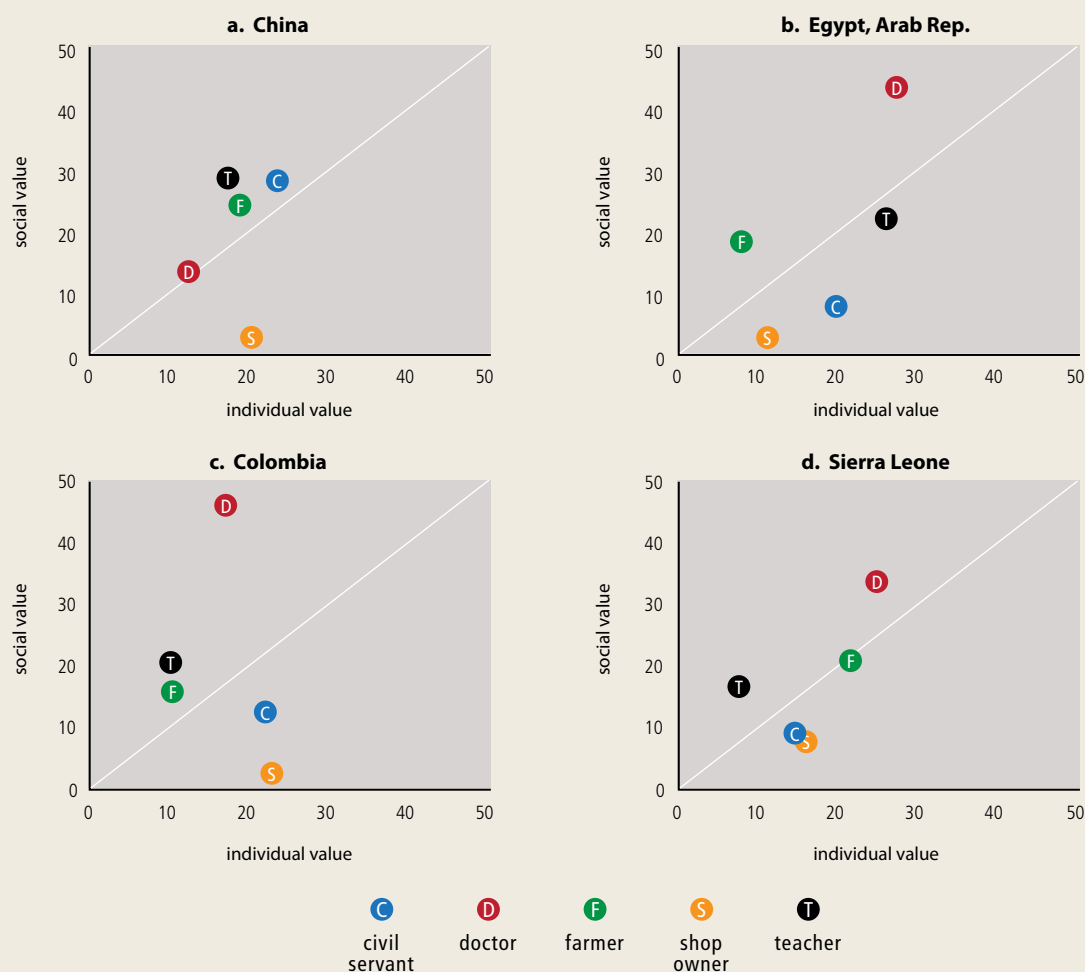 a. China
50
40
30
20
10
0
social value
T
C
F
D
S
0 10 20 30 40 50
individual value
b. Egypt, Arab Rep.
50
40
30
20
10
0
social value
D
T
F
C
S
0 10 20 30 40 50
individual value
c. Colombia
50
40
30
20
10
0
social value
D
T
F
C
S
0 10 20 30 40 50
individual value
d. Sierra Leone
50
40
30
20
10
0
social value
D
F
T
C
S
0 10 20 30 40 50
individual value
C D F S T
civil doctor farmer shop teacher
servant owner